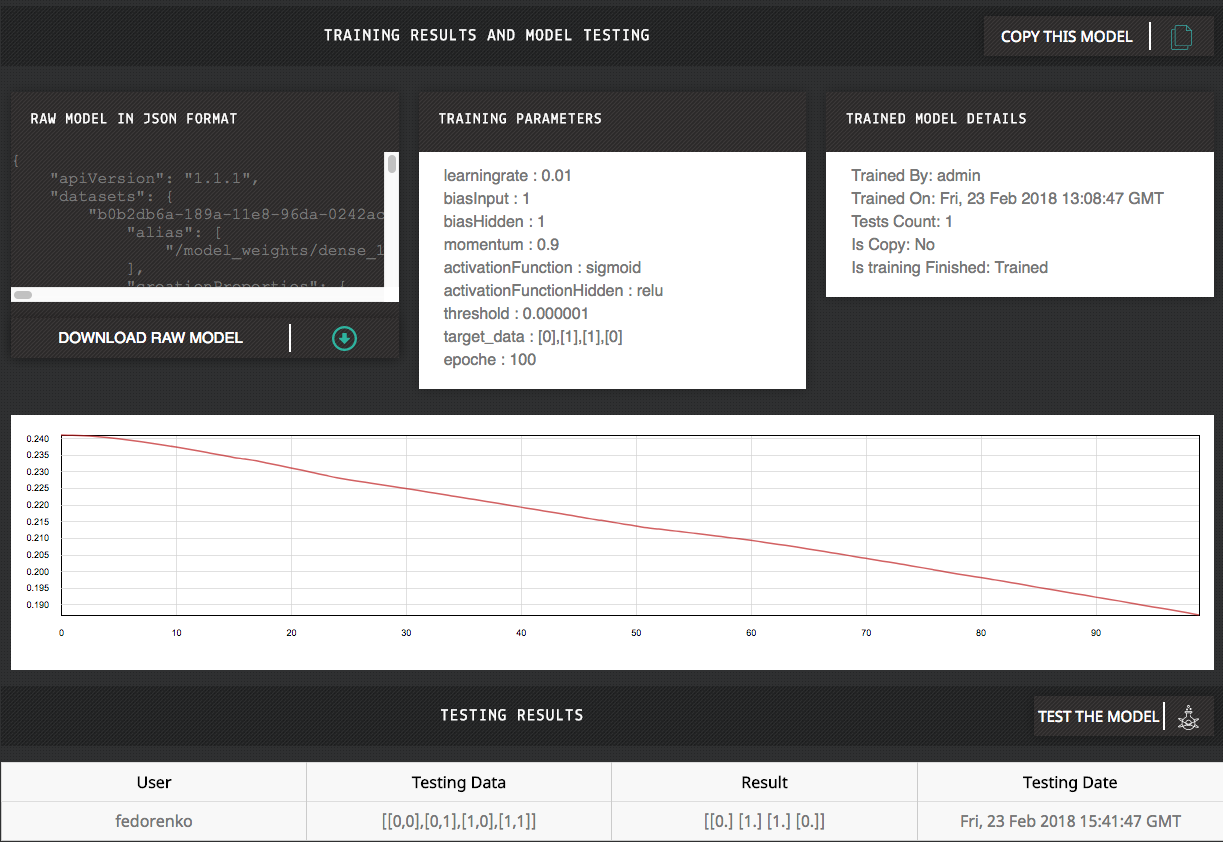 TRAINING RESULTS AND MODEL TESTING
COPY THIS MODEL
RAW MODEL IN JSON FORMAT
{
"apiVersion": "1.1.1",
"datasets": {
"b0b2db6a-189a-11e8-96da-0242ac
"alias": [
"/model_weights/dense_1
],
"creationProperties": {
DOWNLOAD RAW MODEL
TRAINING PARAMETERS
learningrate : 0.01
biasInput : 1
biasHidden : 1
momentum : 0.9
activationFunction : sigmoid
activationFunctionHidden : relu
threshold : 0.000001
target_data : [0],[1],[1],[0]
epoche : 100
TRAINED MODEL DETAILS
Trained By: admin
Trained On: Fri, 23 Feb 2018 13:08:47 GMT
Tests Count: 1
Is Copy: No
Is training Finished: Trained
0.240
0.235
0.230
0.225
0.220
0.215
0.210
0.205
0.200
0.195
0.190
0 10 20 30 40 50 60 70 80 90
TESTING RESULTS
TEST THE MODEL
User Testing Data Result Testing Date
fedorenko [[0,0],[0,1],[1,0],[1,1]] [[0.] [1.] [1.] [0.]] Fri, 23 Feb 2018 15:41:47 GMT